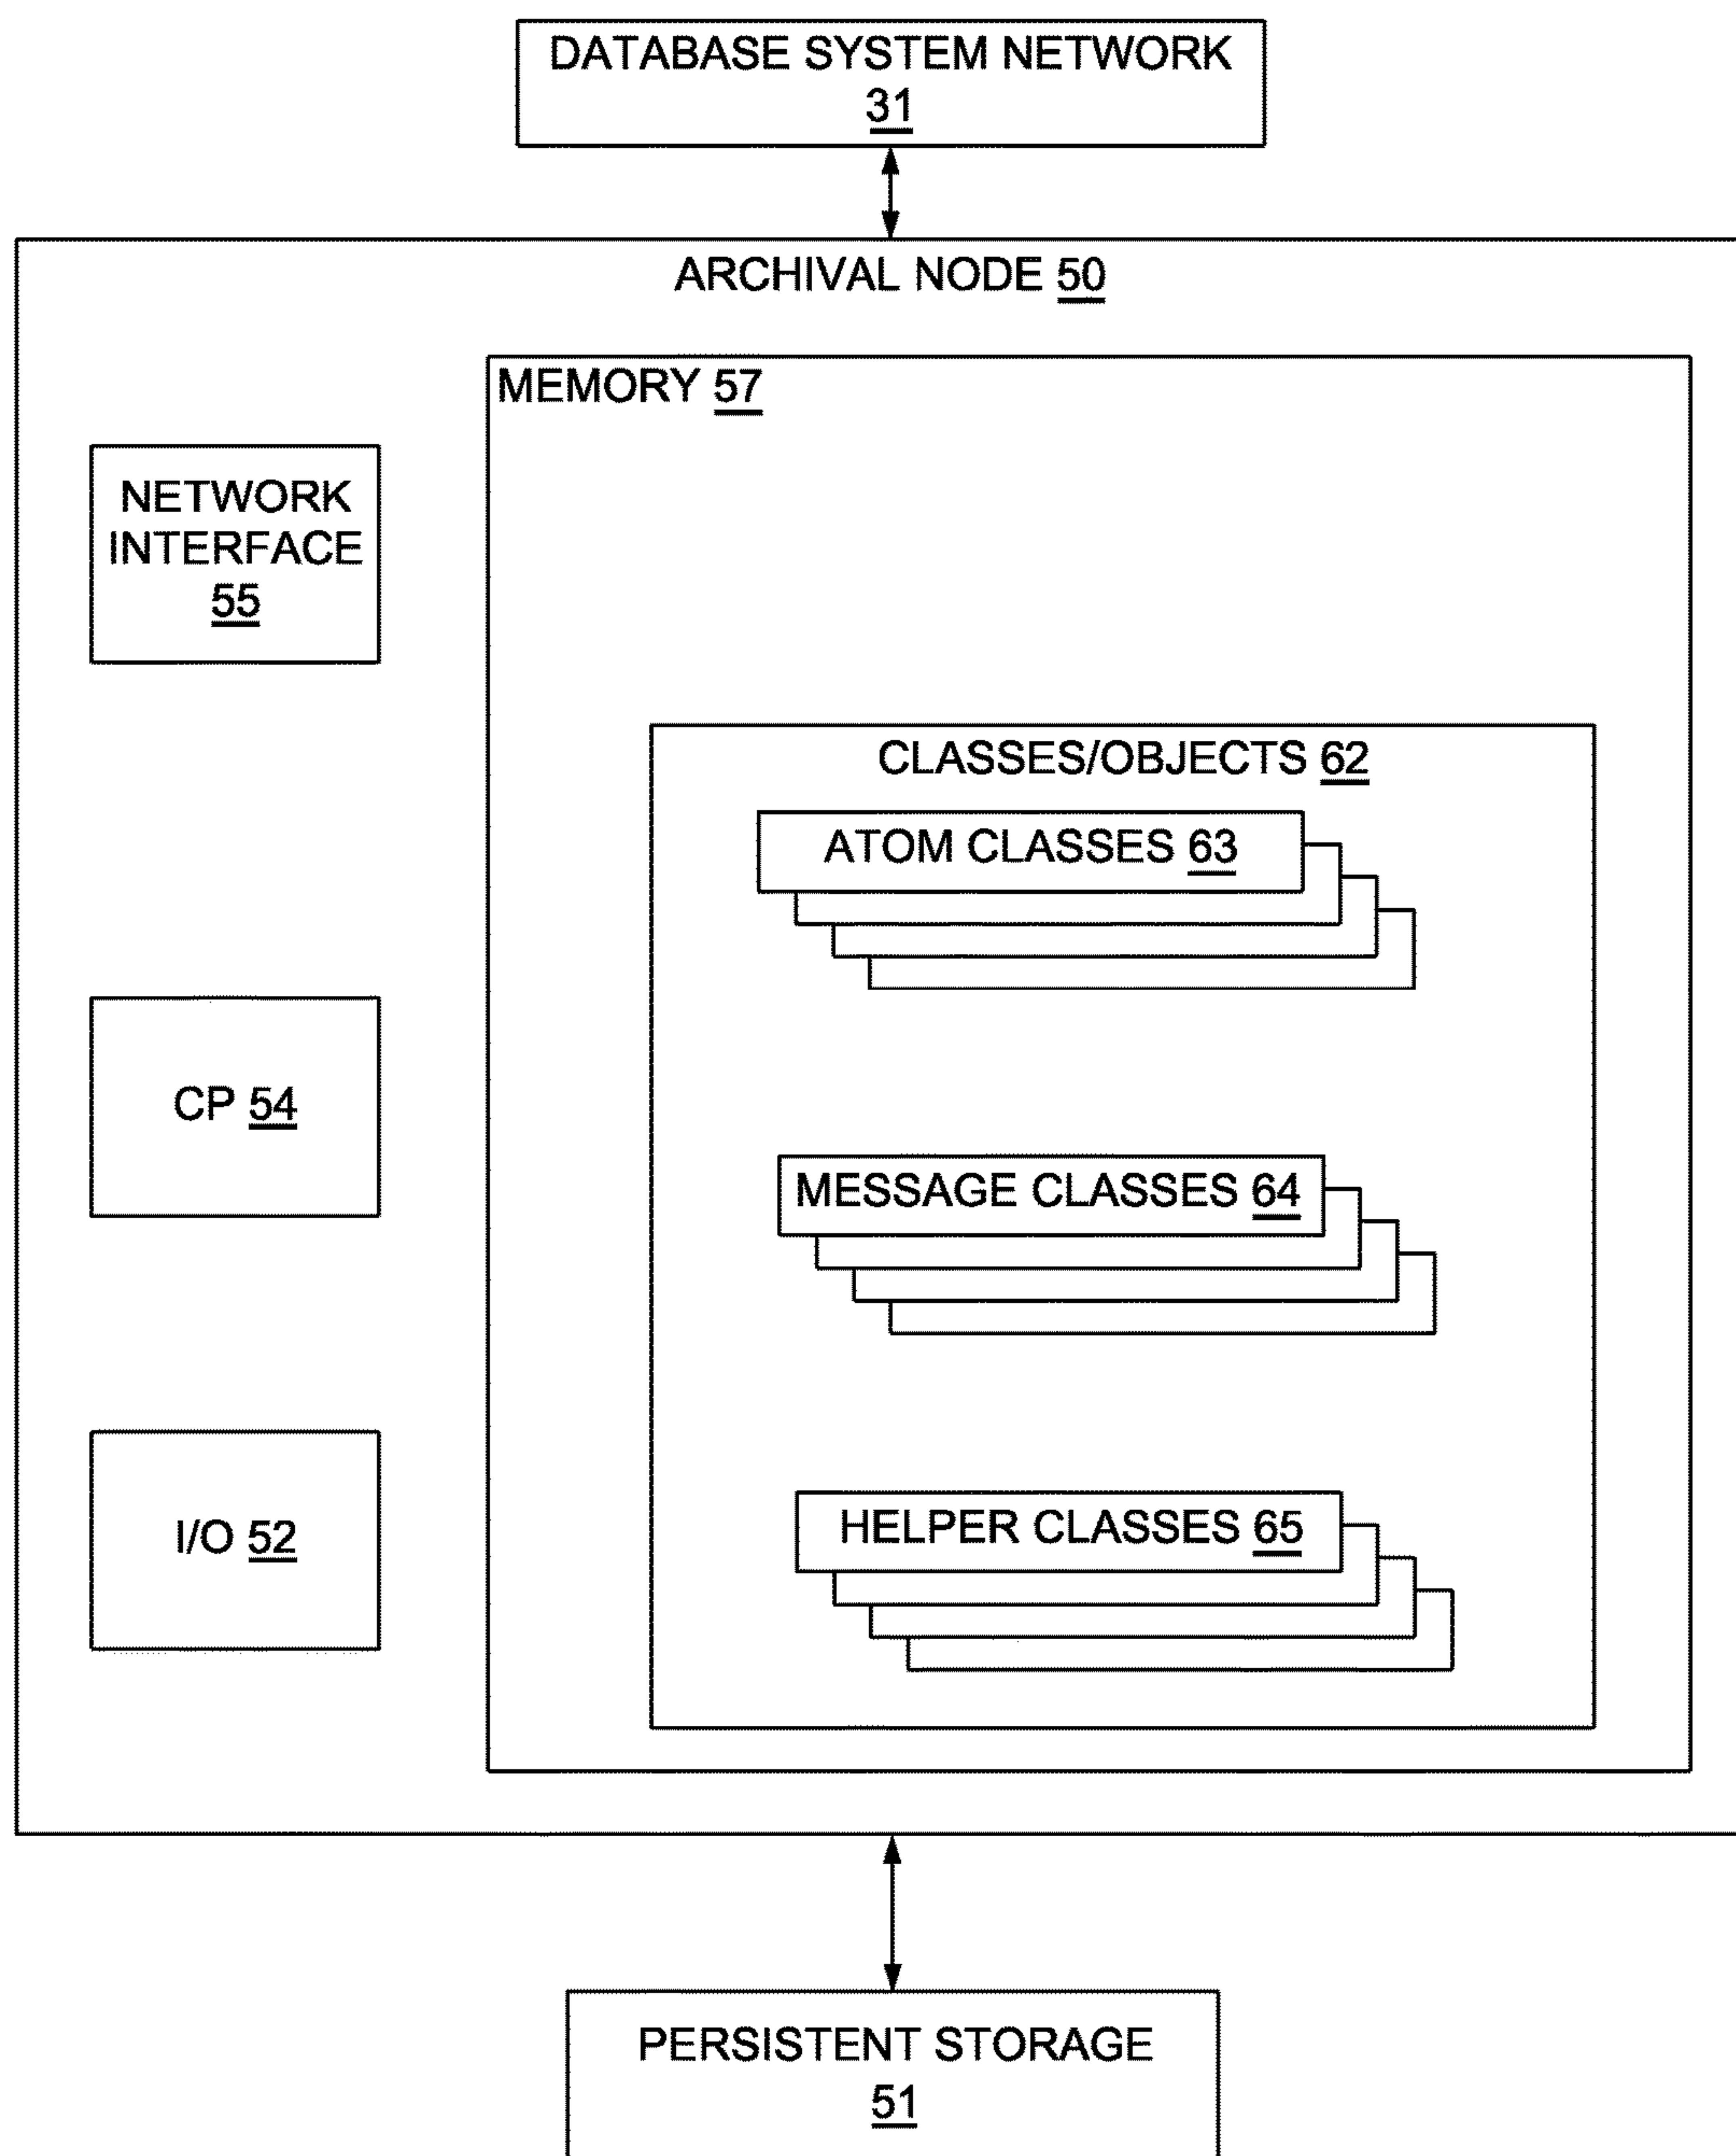 DATABASE SYSTEM NETWORK
31
ARCHIVAL NODE 50
MEMORY 57
NETWORK
INTERFACE
55
CLASSES/OBJECTS 62
ATOM CLASSES 63
CP 54
MESSAGE CLASSES 64
I/O 52
HELPER CLASSES 65
PERSISTENT STORAGE
51